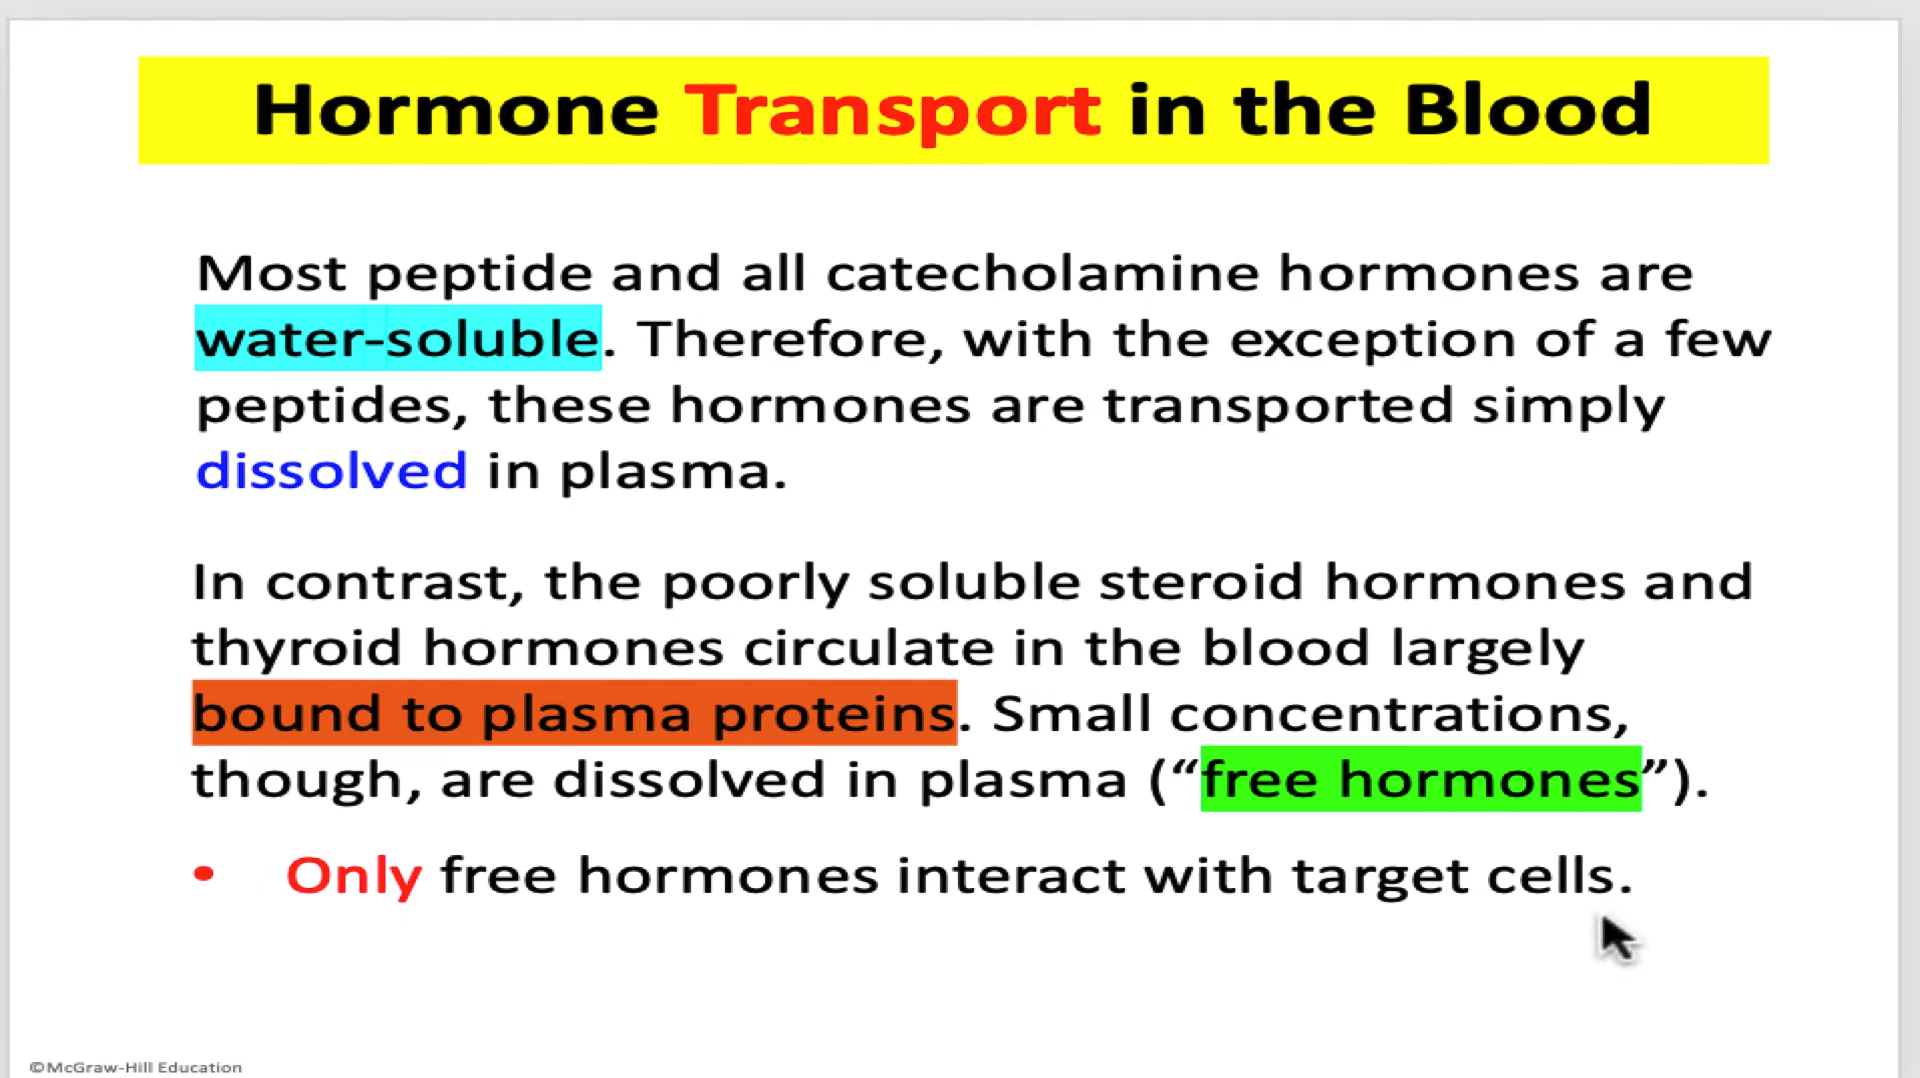 Hormone Transport in the Blood
Most peptide and all catecholamine hormones are
water-soluble. Therefore, with the exception of a few
peptides, these hormones are transported simply
dissolved in plasma.
In contrast, the poorly soluble steroid hormones and
thyroid hormones circulate in the blood largely
bound to plasma proteins. Small concentrations,
though, are dissolved in plasma (“free hormones”).
• Only free hormones interact with target cells.
©McGraw-Hill Education